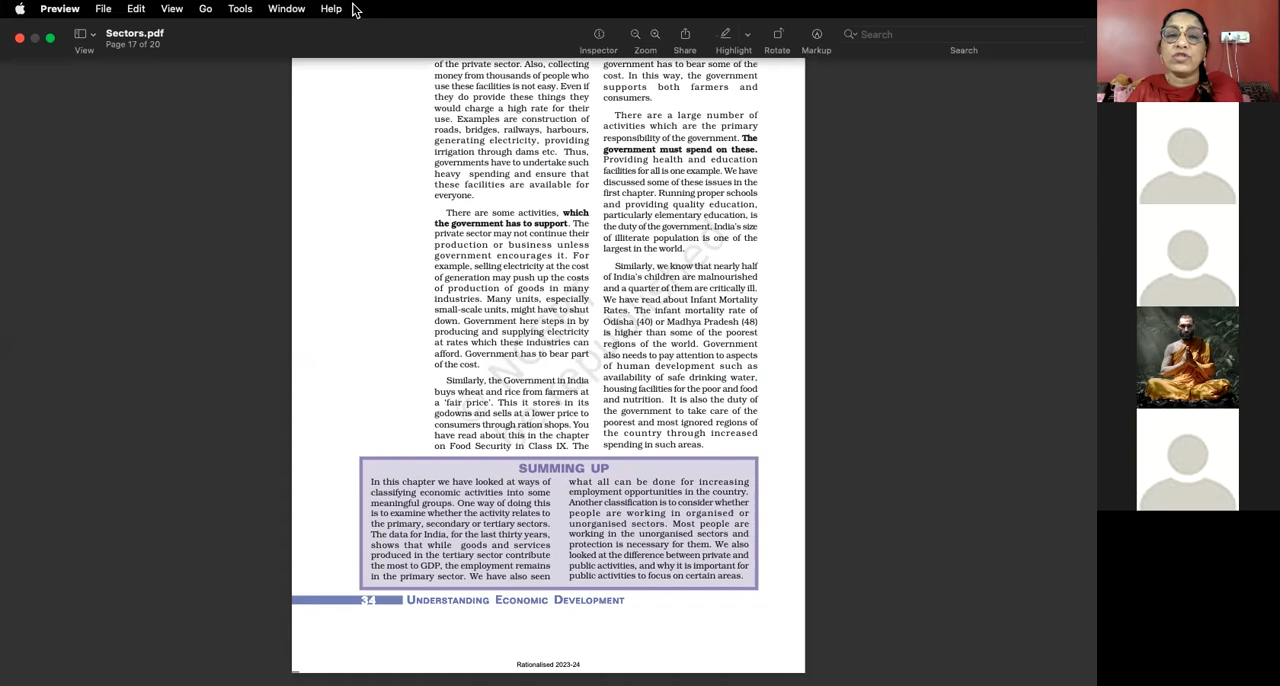 Preview File Edit View Go Tools Window Help
Sectors.pdf
Page 17 of 20
View
Inspector Zoom Share Highlight Rotate Markup
Search
Search
of the private sector. Also, collecting
money from thousands of people who
use these facilities is not easy. Even if
they do provide these things they
would charge a high rate for their
use. Examples are construction of
roads, bridges, railways, harbours,
generating electricity, providing
irrigation through dams etc. Thus,
governments have to undertake such
heavy spending and ensure that
these facilities are available for
everyone.
There are some activities, which
the government has to support. The
private sector may not continue their
production or business unless
government encourages it. For
example, selling electricity at the cost
of generation may push up the costs
of production of goods in many
industries. Many units, especially
small-scale units, might have to shut
down. Government here steps in by
producing and supplying electricity
at rates which these industries can
afford. Government has to bear part
of the cost.
Similarly, the Government in India
buys wheat and rice from farmers at
a 'fair price'. This it stores in its
godowns and sells at a lower price to
consumers through ration shops. You
have read about this in the chapter
on Food Security in Class IX. The
government has to bear some of the
cost. In this way, the government
supports both farmers and
consumers.
There are a large number of
activities which are the primary
responsibility of the government. The
government must spend on these.
Providing health and education
facilities for all is one example. We have
discussed some of these issues in the
first chapter. Running proper schools
and providing quality education,
particularly elementary education, is
the duty of the government. India's size
of illiterate population is one of the
largest in the world.
Similarly, we know that nearly half
of India's children are malnourished
and a quarter of them are critically ill.
We have read about Infant Mortality
Rates. The infant mortality rate of
Odisha (40) or Madhya Pradesh (48)
is higher than some of the poorest
regions of the world. Government
also needs to pay attention to aspects
of human development such as
availability of safe drinking water,
housing facilities for the poor and food
and nutrition. It is also the duty of
the government to take care of the
poorest and most ignored regions of
the country through increased
spending in such areas.
SUMMING UP
In this chapter we have looked at ways of
classifying economic activities into some
meaningful groups. One way of doing this
is to examine whether the activity relates to
the primary, secondary or tertiary sectors.
The data for India, for the last thirty years,
shows that while goods and services
produced in the tertiary sector contribute
the most to GDP, the employment remains
in the primary sector. We have also seen
what all can be done for increasing
employment opportunities in the country.
Another classification is to consider whether
people are working in organised or
unorganised sectors. Most people are
working in the unorganised sectors and
protection is necessary for them. We also
looked at the difference between private and
public activities, and why it is important for
public activities to focus on certain areas.
34 UNDERSTANDING ECONOMIC DEVELOPMENT
Rationalised 2023-24